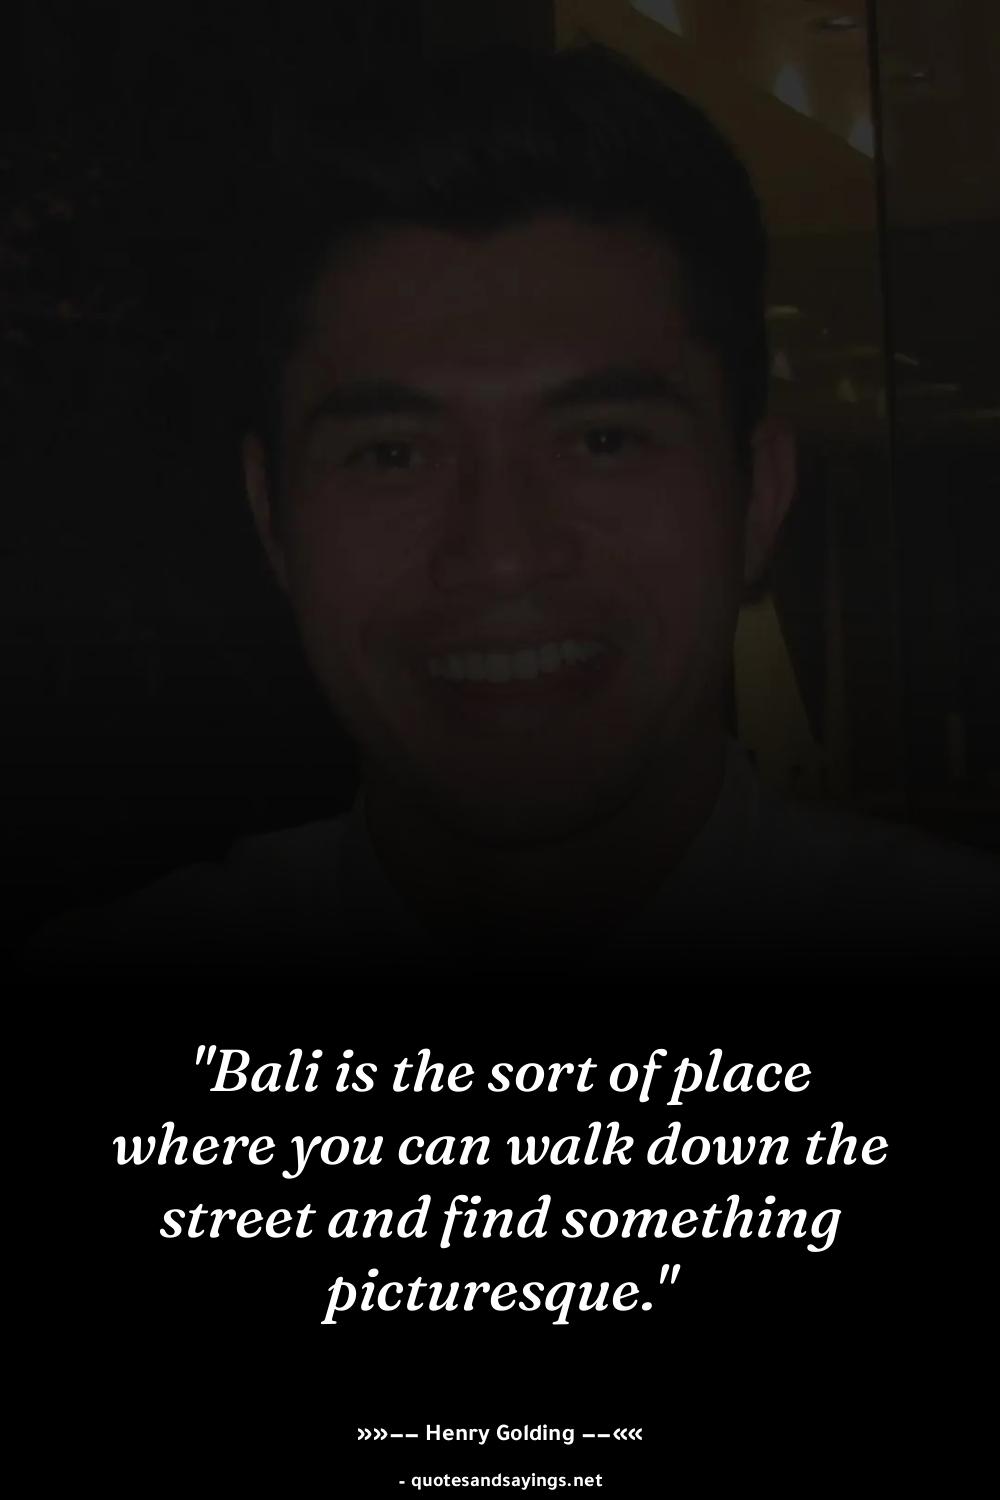 "Bali is the sort of place
where you can walk down the
street and find something
picturesque."
»»–– Henry Golding ––««
- quotesandsayings.net